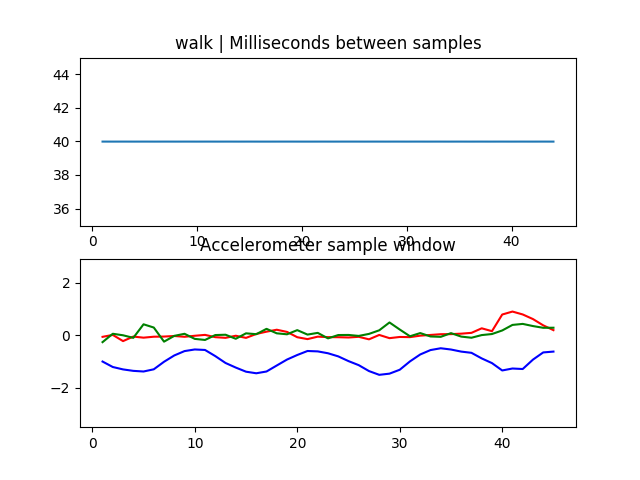 walk | Milliseconds between samples
44
42
40
38
36
0 10 20 30 40
Accelerometer sample window
2
0
−2
0 10 20 30 40